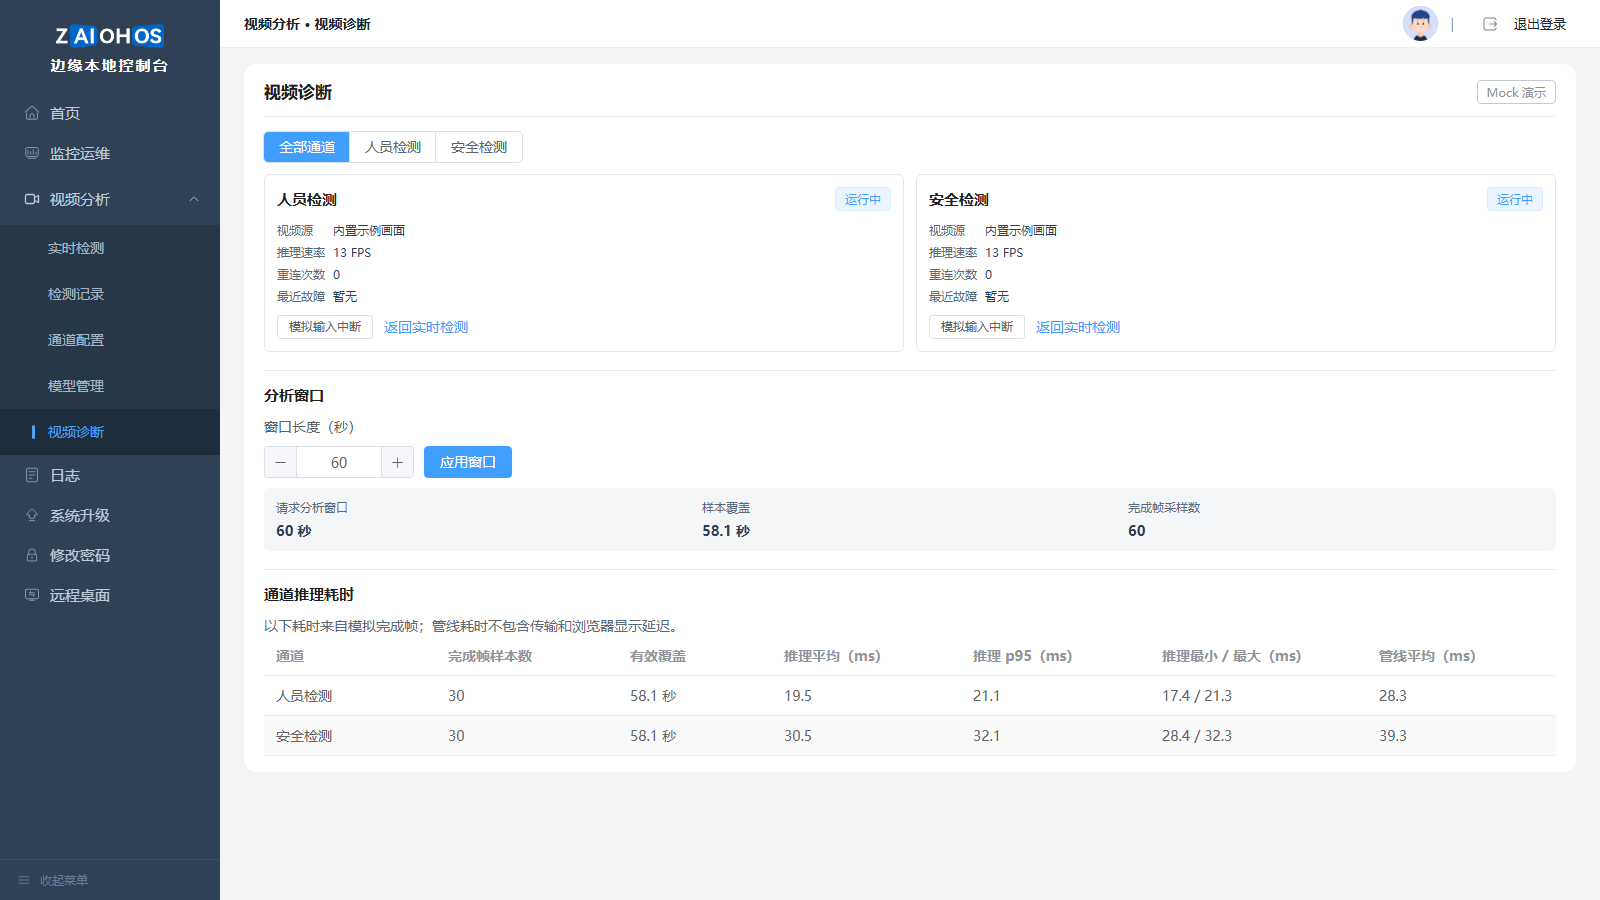 ZAIOHOS
边缘本地控制台
首页
监控运维
视频分析
实时检测
检测记录
通道配置
模型管理
视频诊断
日志
系统升级
修改密码
远程桌面
收起菜单
视频分析 • 视频诊断
| 退出登录
视频诊断
Mock 演示
全部通道 人员检测 安全检测
人员检测 运行中
视频源 内置示例画面
推理速率 13 FPS
重连次数 0
最近故障 暂无
模拟输入中断 返回实时检测
安全检测 运行中
视频源 内置示例画面
推理速率 13 FPS
重连次数 0
最近故障 暂无
模拟输入中断 返回实时检测
分析窗口
窗口长度（秒）
− 60 + 应用窗口
请求分析窗口 样本覆盖 完成帧采样数
60 秒 58.1 秒 60
通道推理耗时
以下耗时来自模拟完成帧；管线耗时不包含传输和浏览器显示延迟。
通道 完成帧样本数 有效覆盖 推理平均（ms） 推理 p95（ms） 推理最小 / 最大（ms） 管线平均（ms）
人员检测 30 58.1 秒 19.5 21.1 17.4 / 21.3 28.3
安全检测 30 58.1 秒 30.5 32.1 28.4 / 32.3 39.3